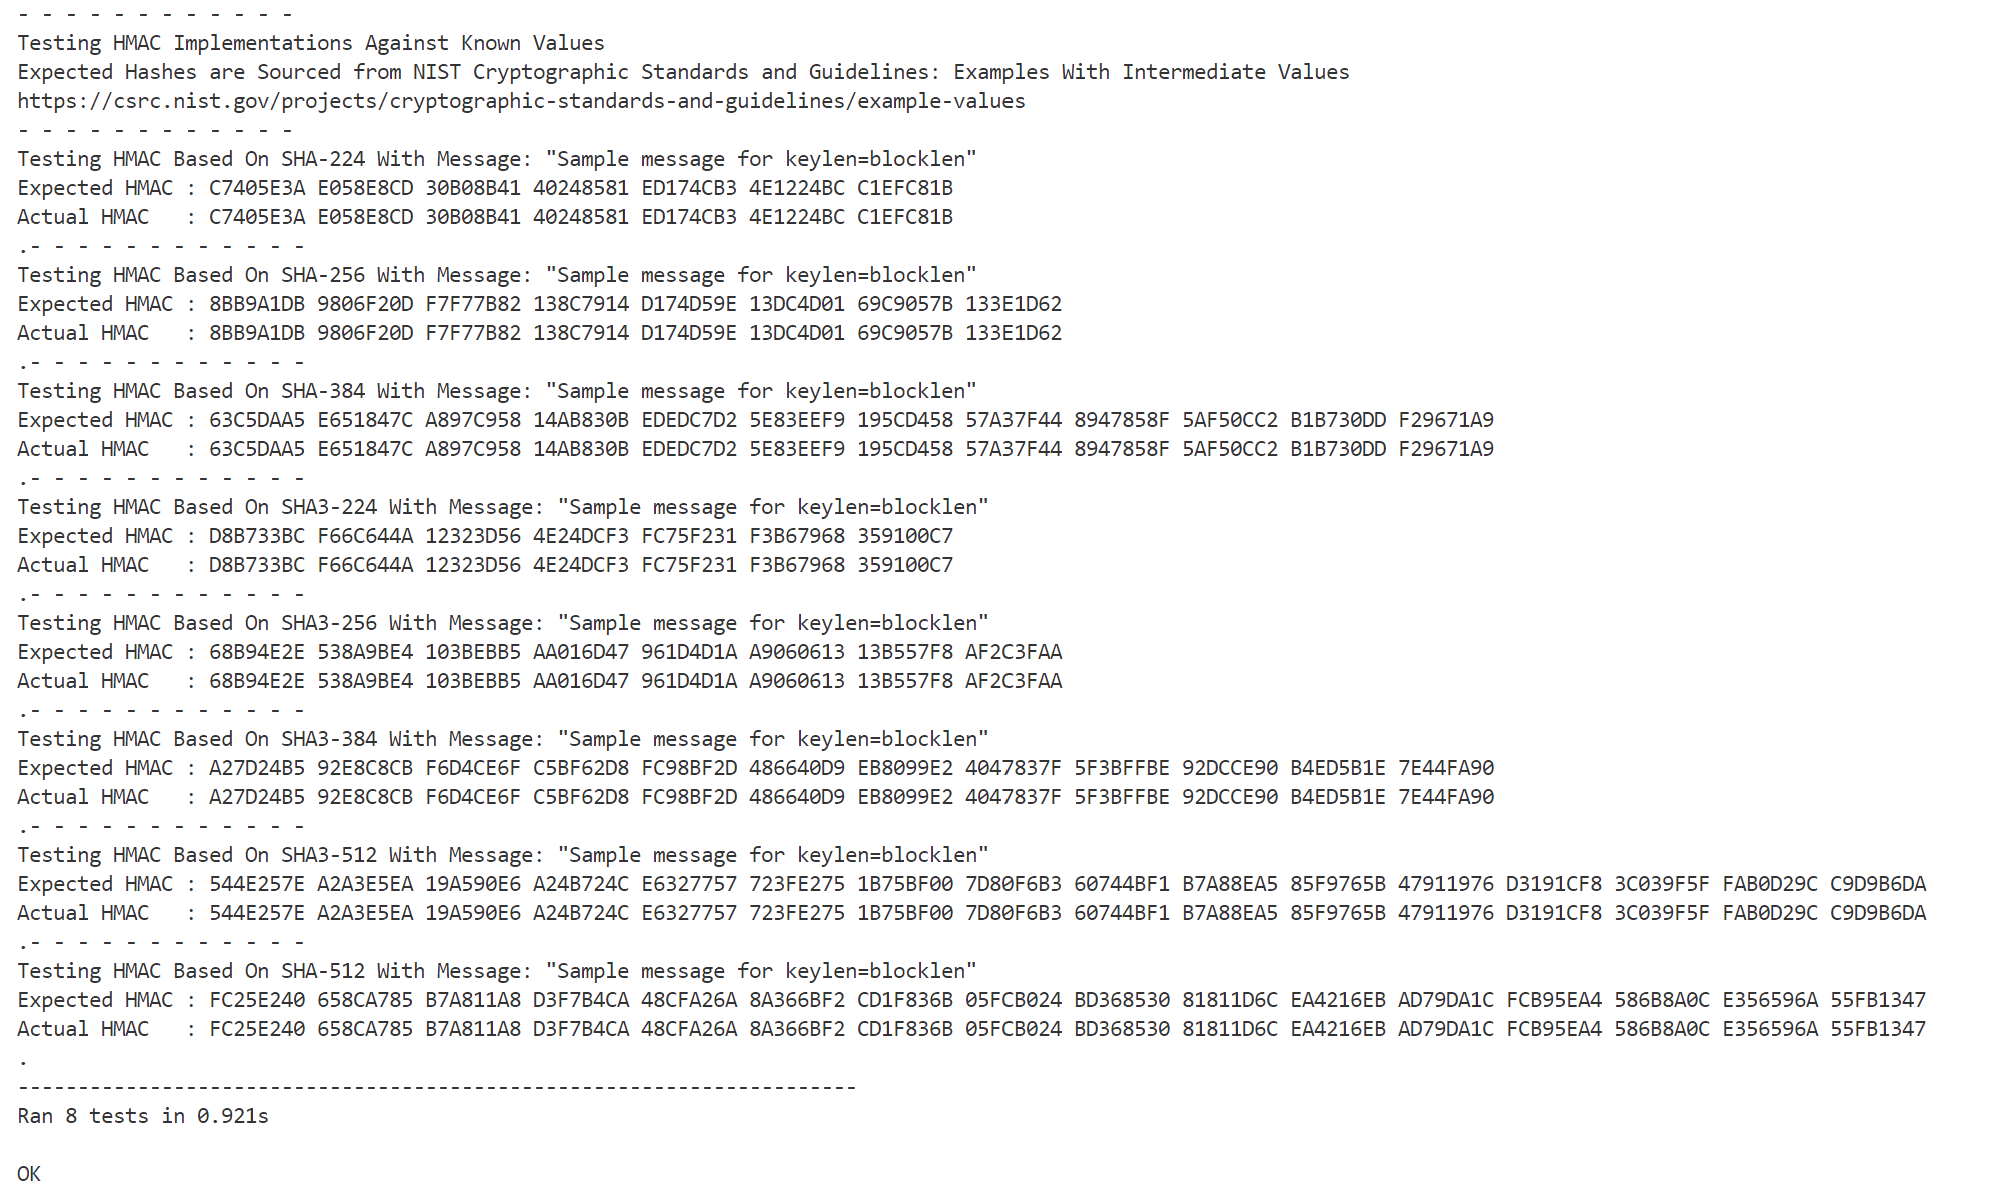 - - - - - - - - - - - -
Testing HMAC Implementations Against Known Values
Expected Hashes are Sourced from NIST Cryptographic Standards and Guidelines: Examples With Intermediate Values
https://csrc.nist.gov/projects/cryptographic-standards-and-guidelines/example-values
- - - - - - - - - - - -
Testing HMAC Based On SHA-224 With Message: "Sample message for keylen=blocklen"
Expected HMAC : C7405E3A E058E8CD 30B08B41 40248581 ED174CB3 4E1224BC C1EFC81B
Actual HMAC   : C7405E3A E058E8CD 30B08B41 40248581 ED174CB3 4E1224BC C1EFC81B
.- - - - - - - - - - - -
Testing HMAC Based On SHA-256 With Message: "Sample message for keylen=blocklen"
Expected HMAC : 8BB9A1DB 9806F20D F7F77B82 138C7914 D174D59E 13DC4D01 69C9057B 133E1D62
Actual HMAC   : 8BB9A1DB 9806F20D F7F77B82 138C7914 D174D59E 13DC4D01 69C9057B 133E1D62
.- - - - - - - - - - - -
Testing HMAC Based On SHA-384 With Message: "Sample message for keylen=blocklen"
Expected HMAC : 63C5DAA5 E651847C A897C958 14AB830B EDEDC7D2 5E83EEF9 195CD458 57A37F44 8947858F 5AF50CC2 B1B730DD F29671A9
Actual HMAC   : 63C5DAA5 E651847C A897C958 14AB830B EDEDC7D2 5E83EEF9 195CD458 57A37F44 8947858F 5AF50CC2 B1B730DD F29671A9
.- - - - - - - - - - - -
Testing HMAC Based On SHA3-224 With Message: "Sample message for keylen=blocklen"
Expected HMAC : D8B733BC F66C644A 12323D56 4E24DCF3 FC75F231 F3B67968 359100C7
Actual HMAC   : D8B733BC F66C644A 12323D56 4E24DCF3 FC75F231 F3B67968 359100C7
.- - - - - - - - - - - -
Testing HMAC Based On SHA3-256 With Message: "Sample message for keylen=blocklen"
Expected HMAC : 68B94E2E 538A9BE4 103BEBB5 AA016D47 961D4D1A A9060613 13B557F8 AF2C3FAA
Actual HMAC   : 68B94E2E 538A9BE4 103BEBB5 AA016D47 961D4D1A A9060613 13B557F8 AF2C3FAA
.- - - - - - - - - - - -
Testing HMAC Based On SHA3-384 With Message: "Sample message for keylen=blocklen"
Expected HMAC : A27D24B5 92E8C8CB F6D4CE6F C5BF62D8 FC98BF2D 486640D9 EB8099E2 4047837F 5F3BFFBE 92DCCE90 B4ED5B1E 7E44FA90
Actual HMAC   : A27D24B5 92E8C8CB F6D4CE6F C5BF62D8 FC98BF2D 486640D9 EB8099E2 4047837F 5F3BFFBE 92DCCE90 B4ED5B1E 7E44FA90
.- - - - - - - - - - - -
Testing HMAC Based On SHA3-512 With Message: "Sample message for keylen=blocklen"
Expected HMAC : 544E257E A2A3E5EA 19A590E6 A24B724C E6327757 723FE275 1B75BF00 7D80F6B3 60744BF1 B7A88EA5 85F9765B 47911976 D3191CF8 3C039F5F FAB0D29C C9D9B6DA
Actual HMAC   : 544E257E A2A3E5EA 19A590E6 A24B724C E6327757 723FE275 1B75BF00 7D80F6B3 60744BF1 B7A88EA5 85F9765B 47911976 D3191CF8 3C039F5F FAB0D29C C9D9B6DA
.- - - - - - - - - - - -
Testing HMAC Based On SHA-512 With Message: "Sample message for keylen=blocklen"
Expected HMAC : FC25E240 658CA785 B7A811A8 D3F7B4CA 48CFA26A 8A366BF2 CD1F836B 05FCB024 BD368530 81811D6C EA4216EB AD79DA1C FCB95EA4 586B8A0C E356596A 55FB1347
Actual HMAC   : FC25E240 658CA785 B7A811A8 D3F7B4CA 48CFA26A 8A366BF2 CD1F836B 05FCB024 BD368530 81811D6C EA4216EB AD79DA1C FCB95EA4 586B8A0C E356596A 55FB1347
.
----------------------------------------------------------------------
Ran 8 tests in 0.921s
OK